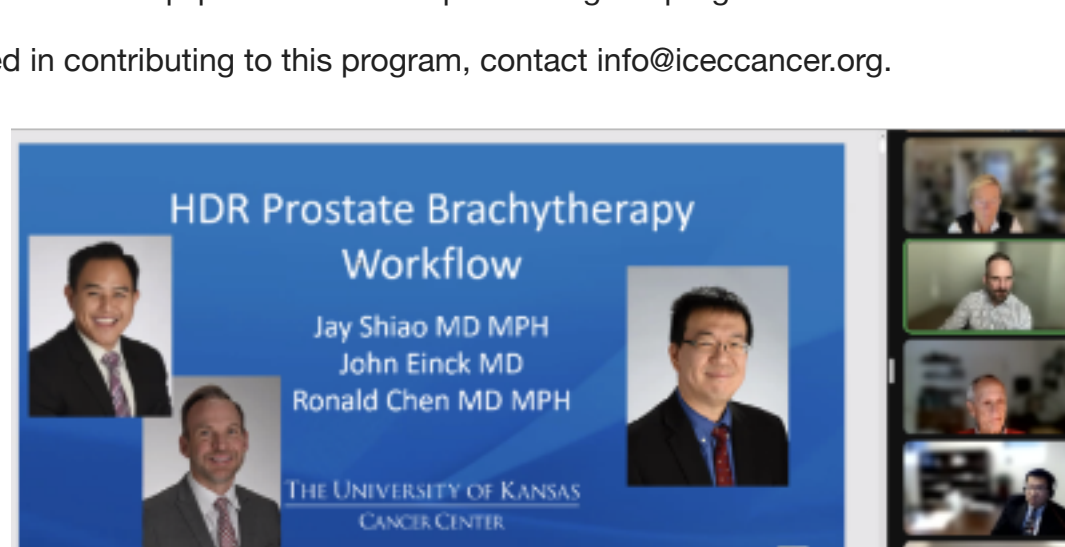 ed in contributing to this program, contact info@iceccancer.org.
HDR Prostate Brachytherapy
Workflow
Jay Shiao MD MPH
John Einck MD
Ronald Chen MD MPH
THE UNIVERSITY OF KANSAS
CANCER CENTER